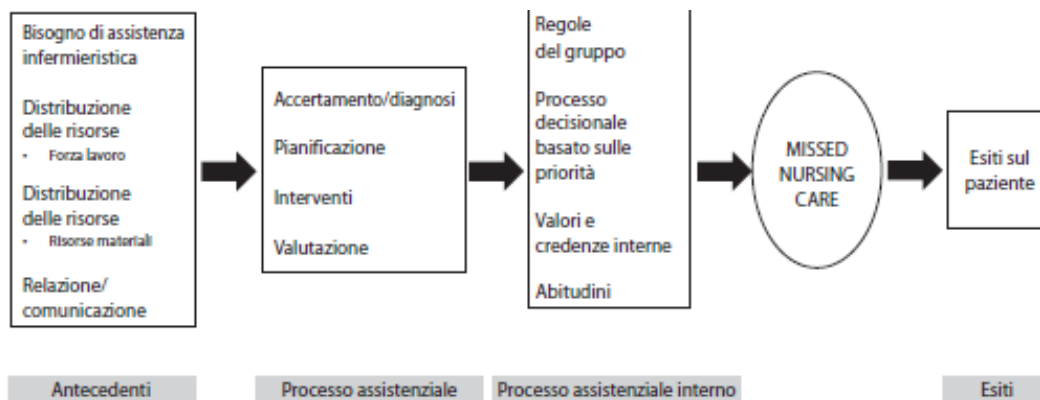 Bisogno di assistenza
infermieristica
Distribuzione
delle risorse
• Forza lavoro
Distribuzione
delle risorse
• Risorse materiali
Relazione/
comunicazione
Accertamento/diagnosi
Pianificazione
Interventi
Valutazione
Regole
del gruppo
Processo
decisionale
basato sulle
priorità
Valori e
credenze interne
Abitudini
MISSED
NURSING
CARE
Esiti sul
paziente
Antecedenti
Processo assistenziale
Processo assistenziale interno
Esiti